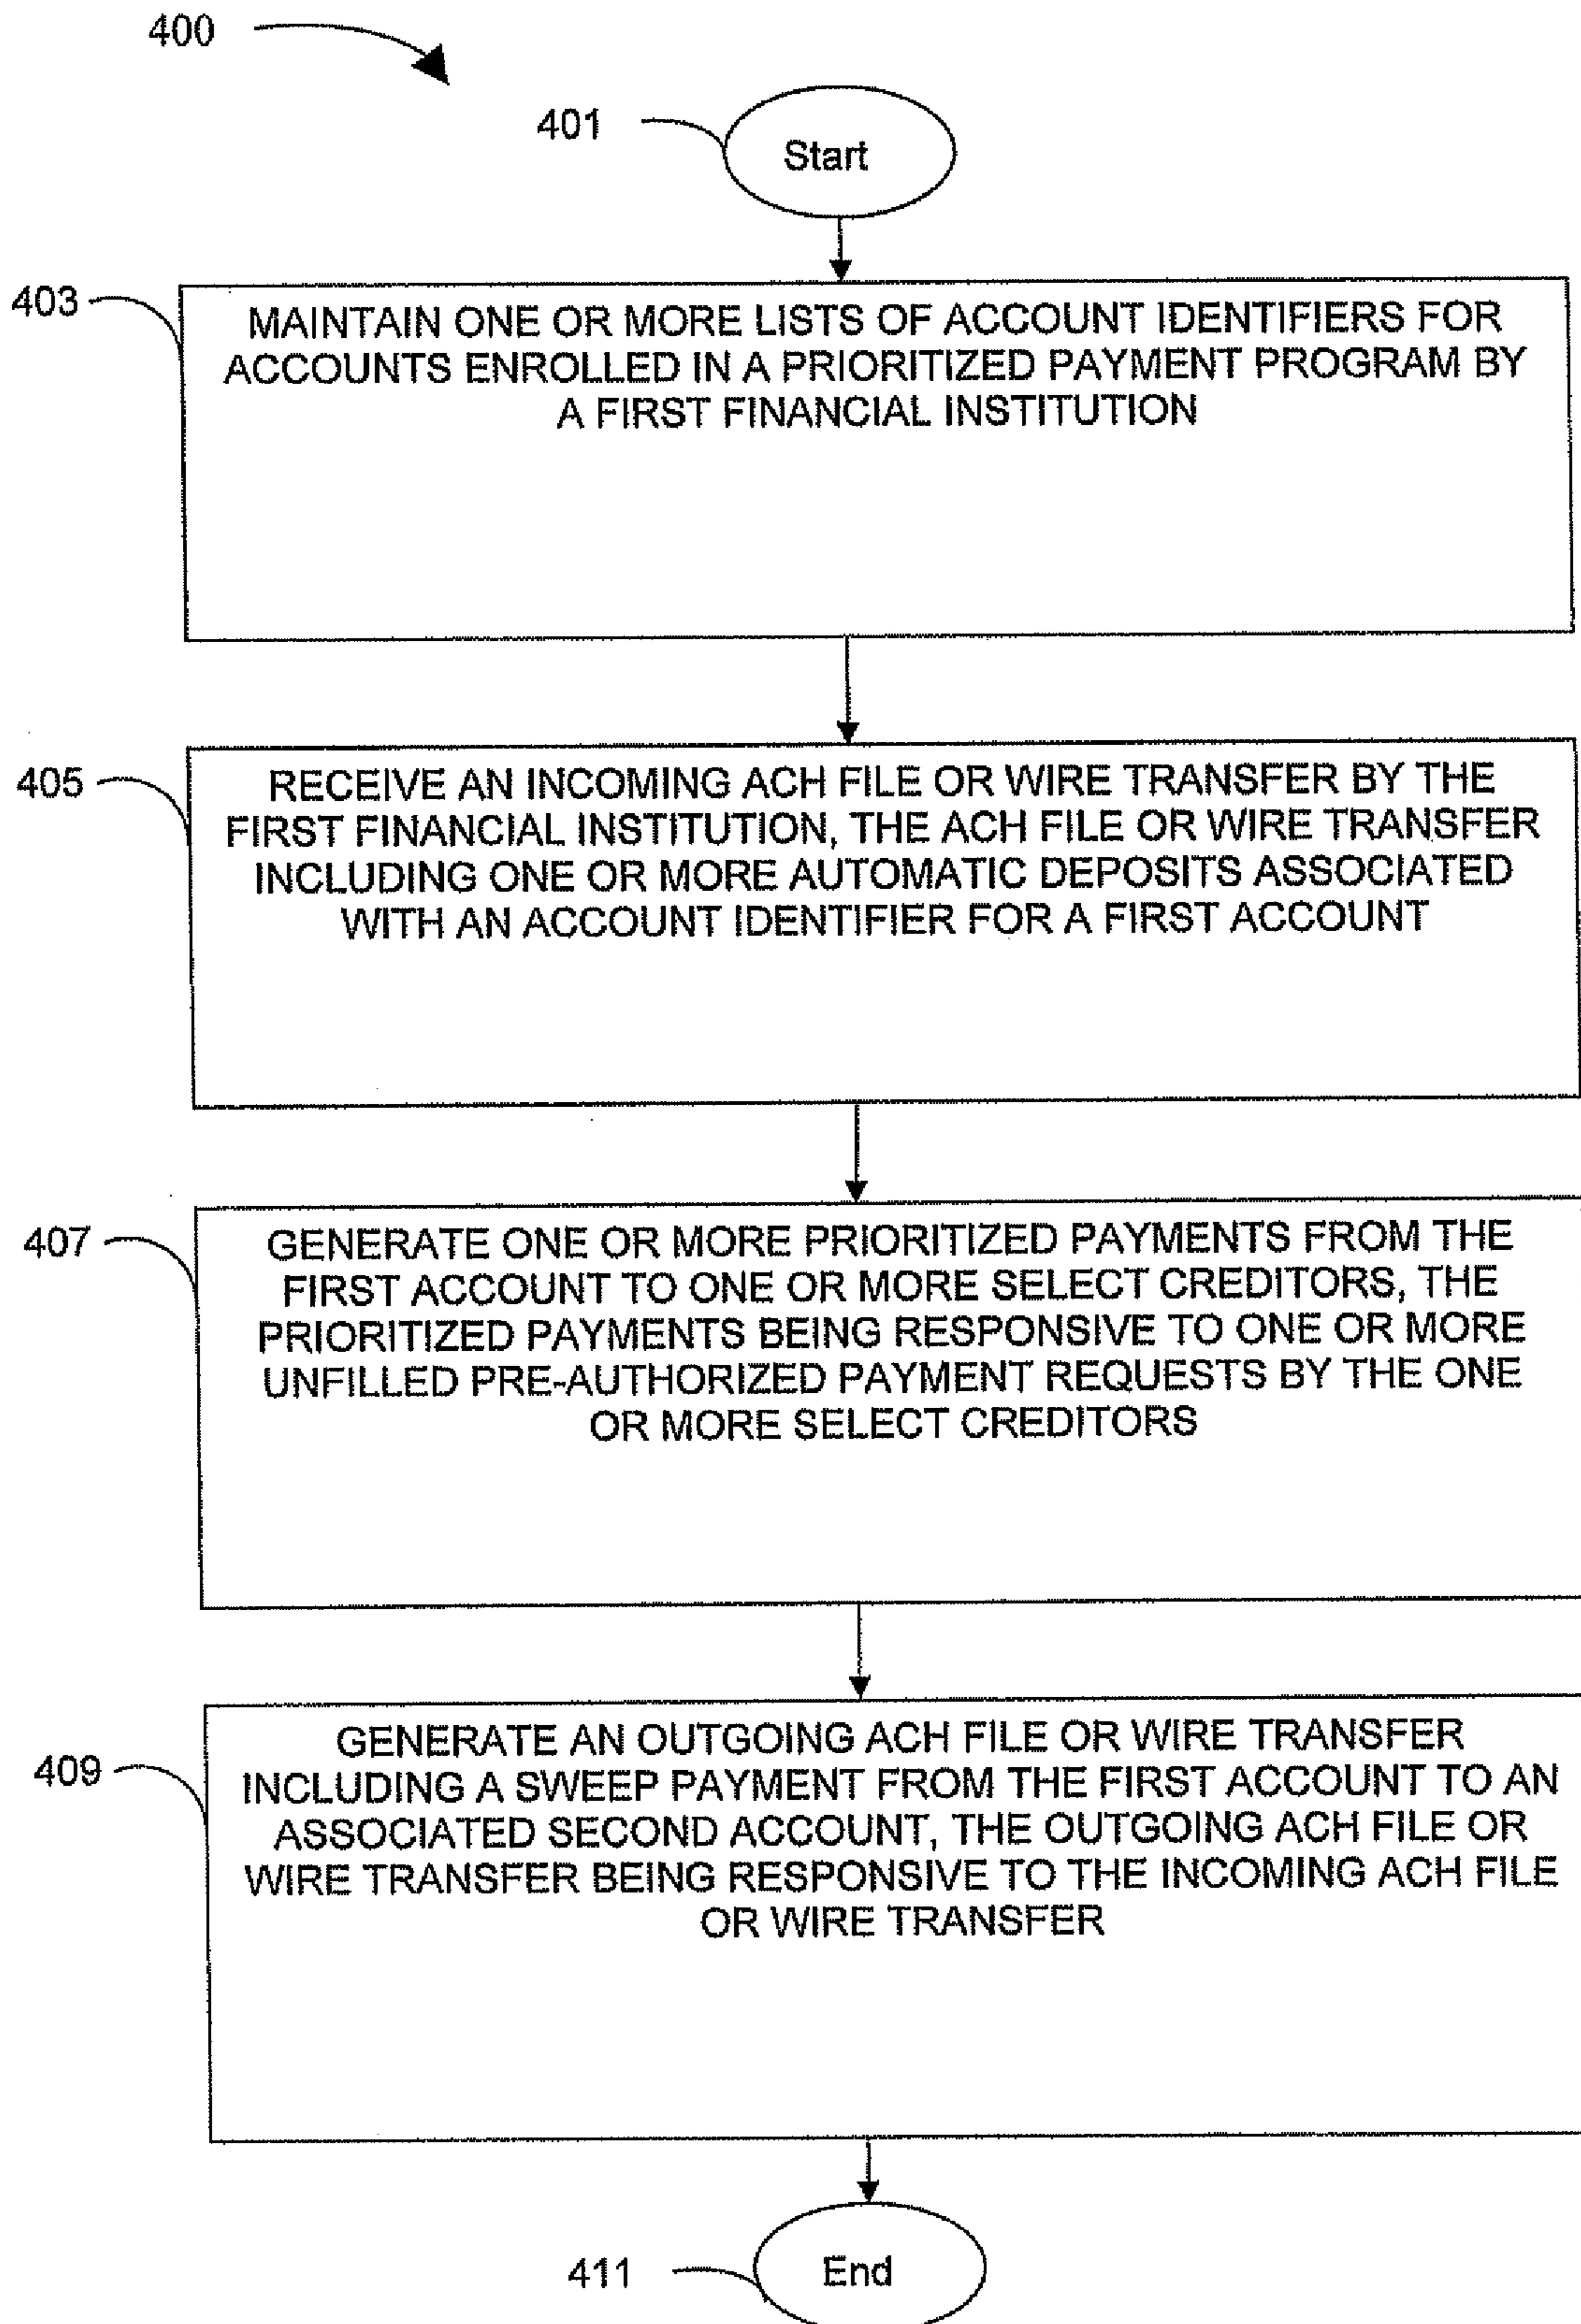 400
401
Start
403
MAINTAIN ONE OR MORE LISTS OF ACCOUNT IDENTIFIERS FOR
ACCOUNTS ENROLLED IN A PRIORITIZED PAYMENT PROGRAM BY
A FIRST FINANCIAL INSTITUTION
405
RECEIVE AN INCOMING ACH FILE OR WIRE TRANSFER BY THE
FIRST FINANCIAL INSTITUTION, THE ACH FILE OR WIRE TRANSFER
INCLUDING ONE OR MORE AUTOMATIC DEPOSITS ASSOCIATED
WITH AN ACCOUNT IDENTIFIER FOR A FIRST ACCOUNT
407
GENERATE ONE OR MORE PRIORITIZED PAYMENTS FROM THE
FIRST ACCOUNT TO ONE OR MORE SELECT CREDITORS, THE
PRIORITIZED PAYMENTS BEING RESPONSIVE TO ONE OR MORE
UNFILLED PRE-AUTHORIZED PAYMENT REQUESTS BY THE ONE
OR MORE SELECT CREDITORS
409
GENERATE AN OUTGOING ACH FILE OR WIRE TRANSFER
INCLUDING A SWEEP PAYMENT FROM THE FIRST ACCOUNT TO AN
ASSOCIATED SECOND ACCOUNT, THE OUTGOING ACH FILE OR
WIRE TRANSFER BEING RESPONSIVE TO THE INCOMING ACH FILE
OR WIRE TRANSFER
411
End